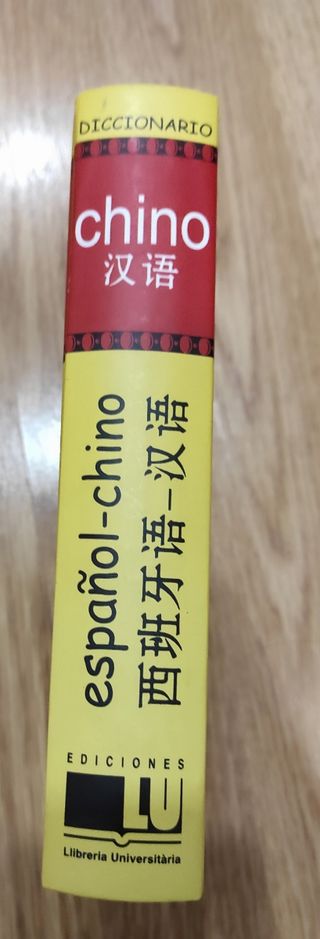 DICCIONARIO
chino
汉语
español-chino
西班牙语-汉语
EDICIONES
LU
Llibreria Universitària